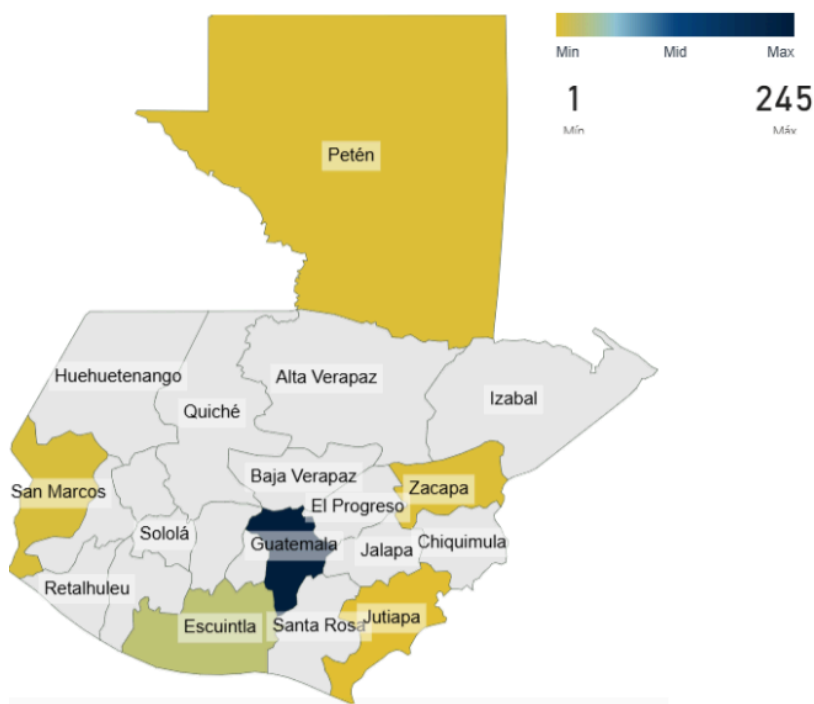 Min Mid Max
1 245
Mín Máx
Petén
Huehuetenango
Alta Verapaz
Izabal
Quiché
Baja Verapaz
Zacapa
San Marcos
El Progreso
Sololá
Guatemala
Jalapa
Chiquimula
Retalhuleu
Escuintla
Santa Rosa
Jutiapa